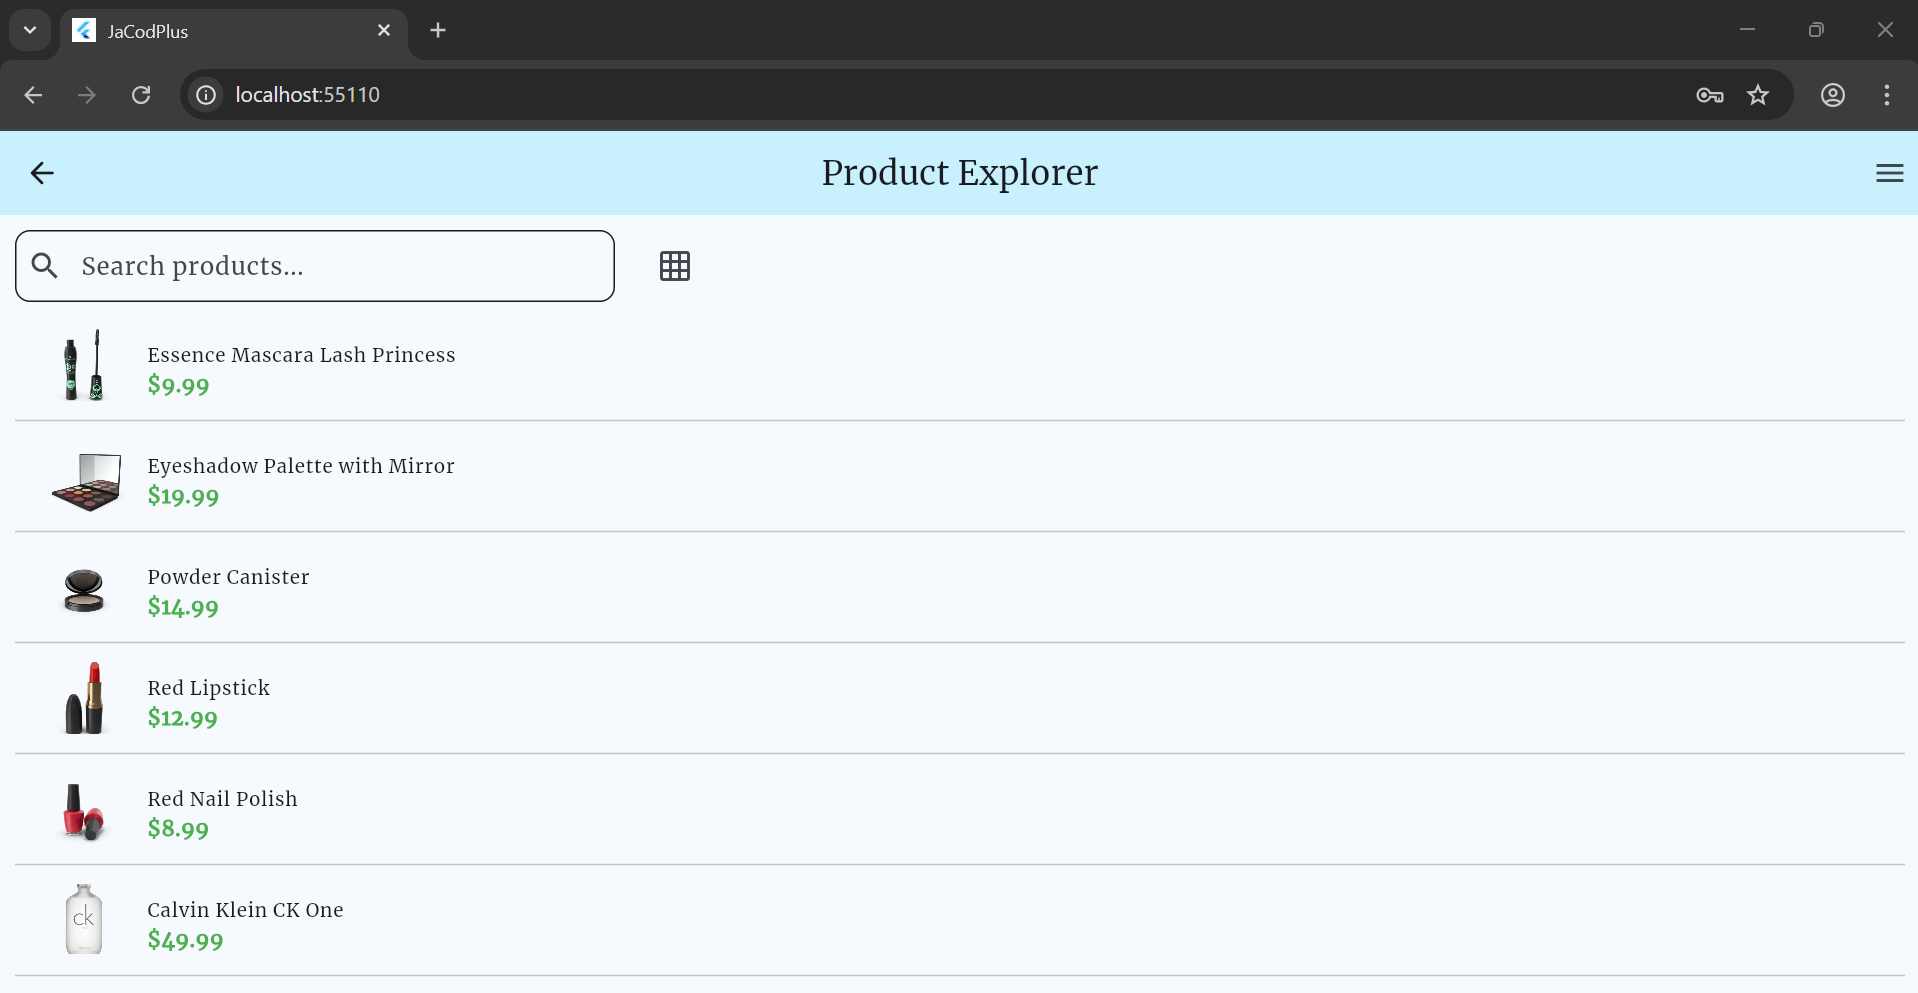 JaCodPlus
localhost:55110
Product Explorer
Search products...
Essence Mascara Lash Princess
$9.99
Eyeshadow Palette with Mirror
$19.99
Powder Canister
$14.99
Red Lipstick
$12.99
Red Nail Polish
$8.99
ck
Calvin Klein CK One
$49.99